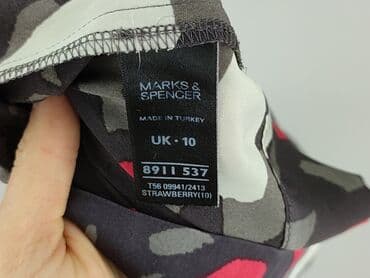 MARKS &
SPENCER
MADE IN TURKEY
UK · 10
8911 537
T56 09941/2413
STRAWBERRY(10)